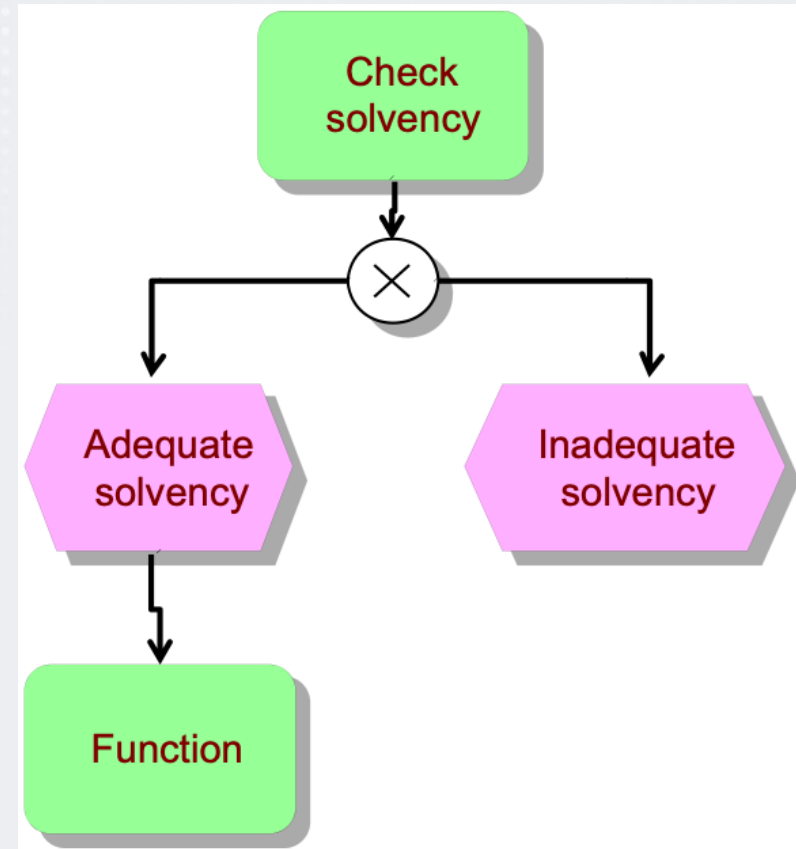 Check
solvency
Adequate
solvency
Inadequate
solvency
Function